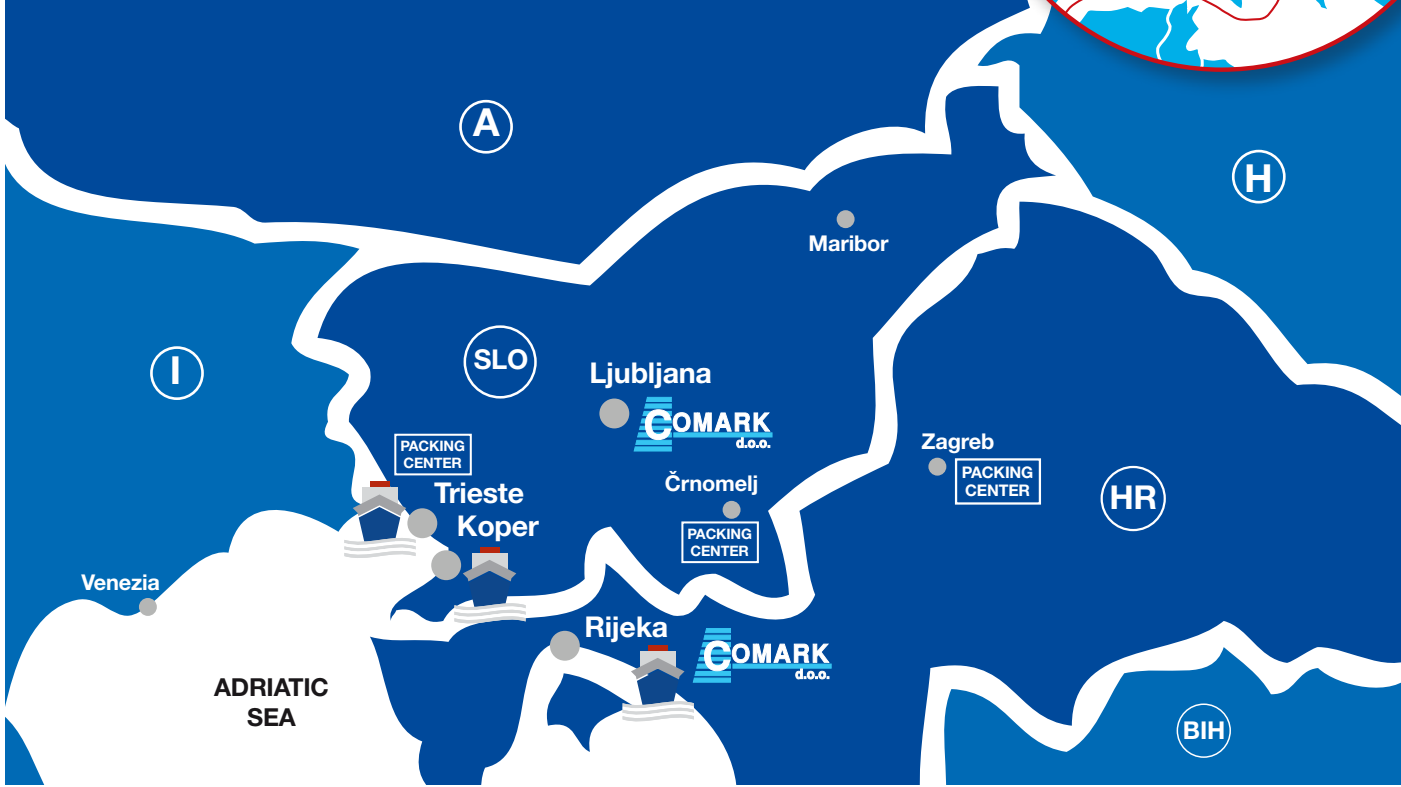 A
H
Maribor
I
SLO
Ljubljana
COMARK
d.o.o.
PACKING
CENTER
Zagreb
PACKING
CENTER
HR
Črnomelj
PACKING
CENTER
Trieste
Koper
Venezia
Rijeka
COMARK
d.o.o.
ADRIATIC
SEA
BIH